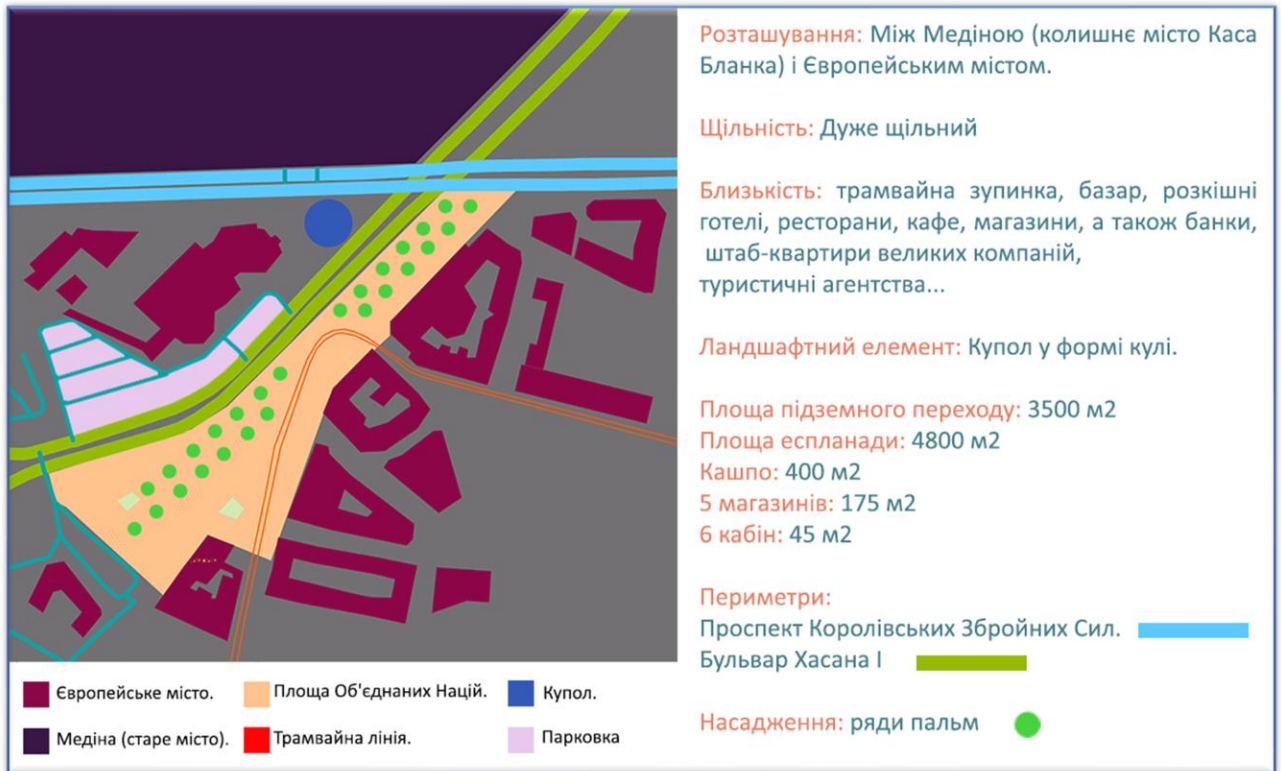 Розташування: Між Медіною (колишнє місто Каса
Бланка) і Європейським містом.
Щільність: Дуже щільний
Близькість: трамвайна зупинка, базар, розкішні
готелі, ресторани, кафе, магазини, а також банки,
штаб-квартири великих компаній,
туристичні агентства...
Ландшафтний елемент: Купол у формі кулі.
Площа підземного переходу: 3500 м2
Площа еспланади: 4800 м2
Кашпо: 400 м2
5 магазинів: 175 м2
6 кабін: 45 м2
Периметри:
Проспект Королівських Збройних Сил.
Бульвар Хасана І
Насадження: ряди пальм
Європейське місто.
Площа Об'єднаних Націй.
Купол.
Медіна (старе місто).
Трамвайна лінія.
Парковка